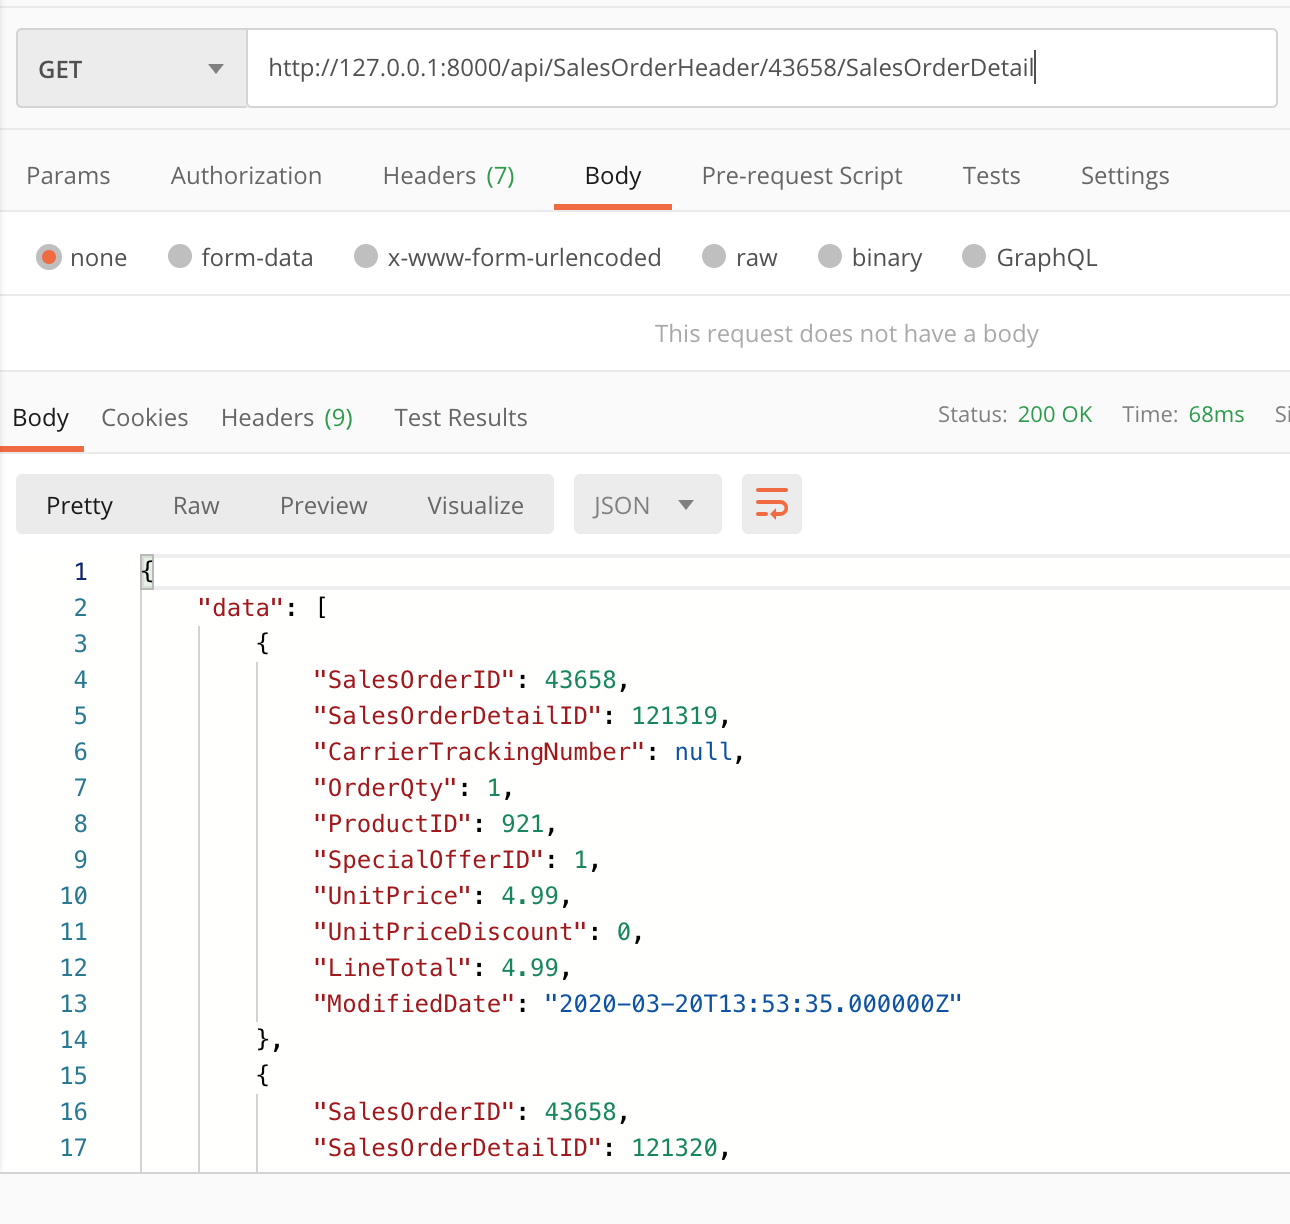 GET http://127.0.0.1:8000/api/SalesOrderHeader/43658/SalesOrderDetail
Params Authorization Headers (7) Body Pre-request Script Tests Settings
none form-data x-www-form-urlencoded raw binary GraphQL
This request does not have a body
Body Cookies Headers (9) Test Results Status: 200 OK Time: 68ms Si
Pretty Raw Preview Visualize JSON
1 {
2 "data": [
3 {
4 "SalesOrderID": 43658,
5 "SalesOrderDetailID": 121319,
6 "CarrierTrackingNumber": null,
7 "OrderQty": 1,
8 "ProductID": 921,
9 "SpecialOfferID": 1,
10 "UnitPrice": 4.99,
11 "UnitPriceDiscount": 0,
12 "LineTotal": 4.99,
13 "ModifiedDate": "2020-03-20T13:53:35.000000Z"
14 },
15 {
16 "SalesOrderID": 43658,
17 "SalesOrderDetailID": 121320,